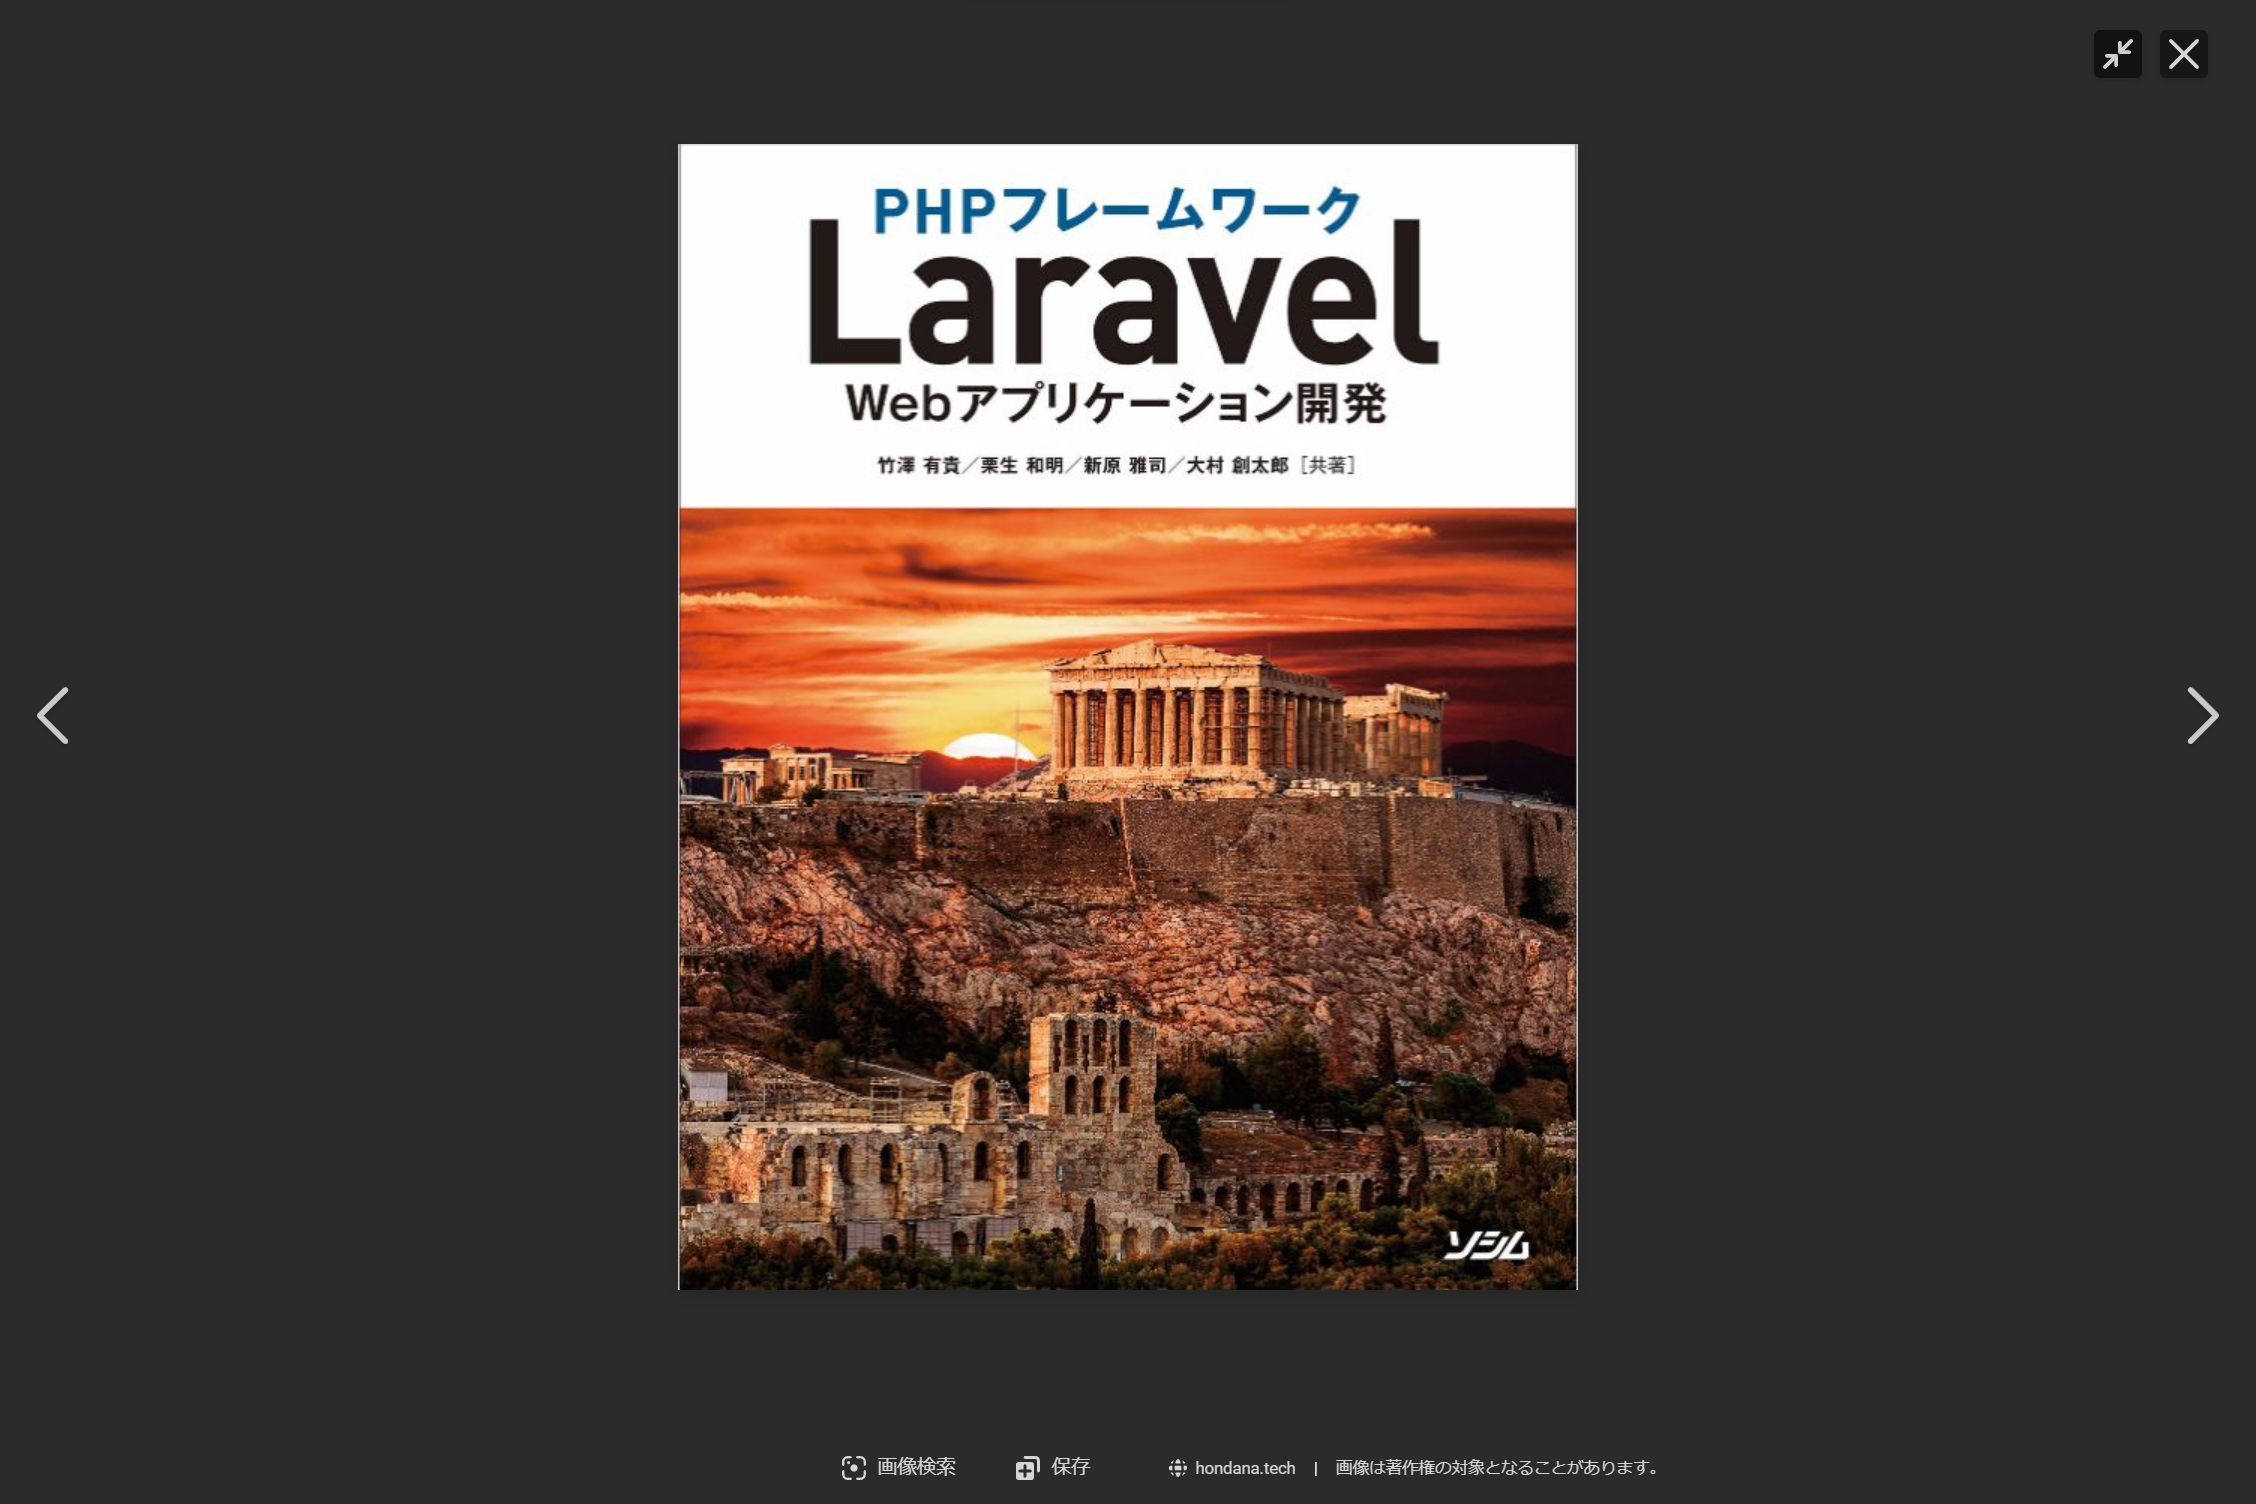 PHPフレームワーク
Laravel
Webアプリケーション開発
竹澤 有貴／栗生 和明／新原 雅司／大村 創太郎［共著］
ソシム
画像検索
保存
hondana.tech | 画像は著作権の対象となることがあります。